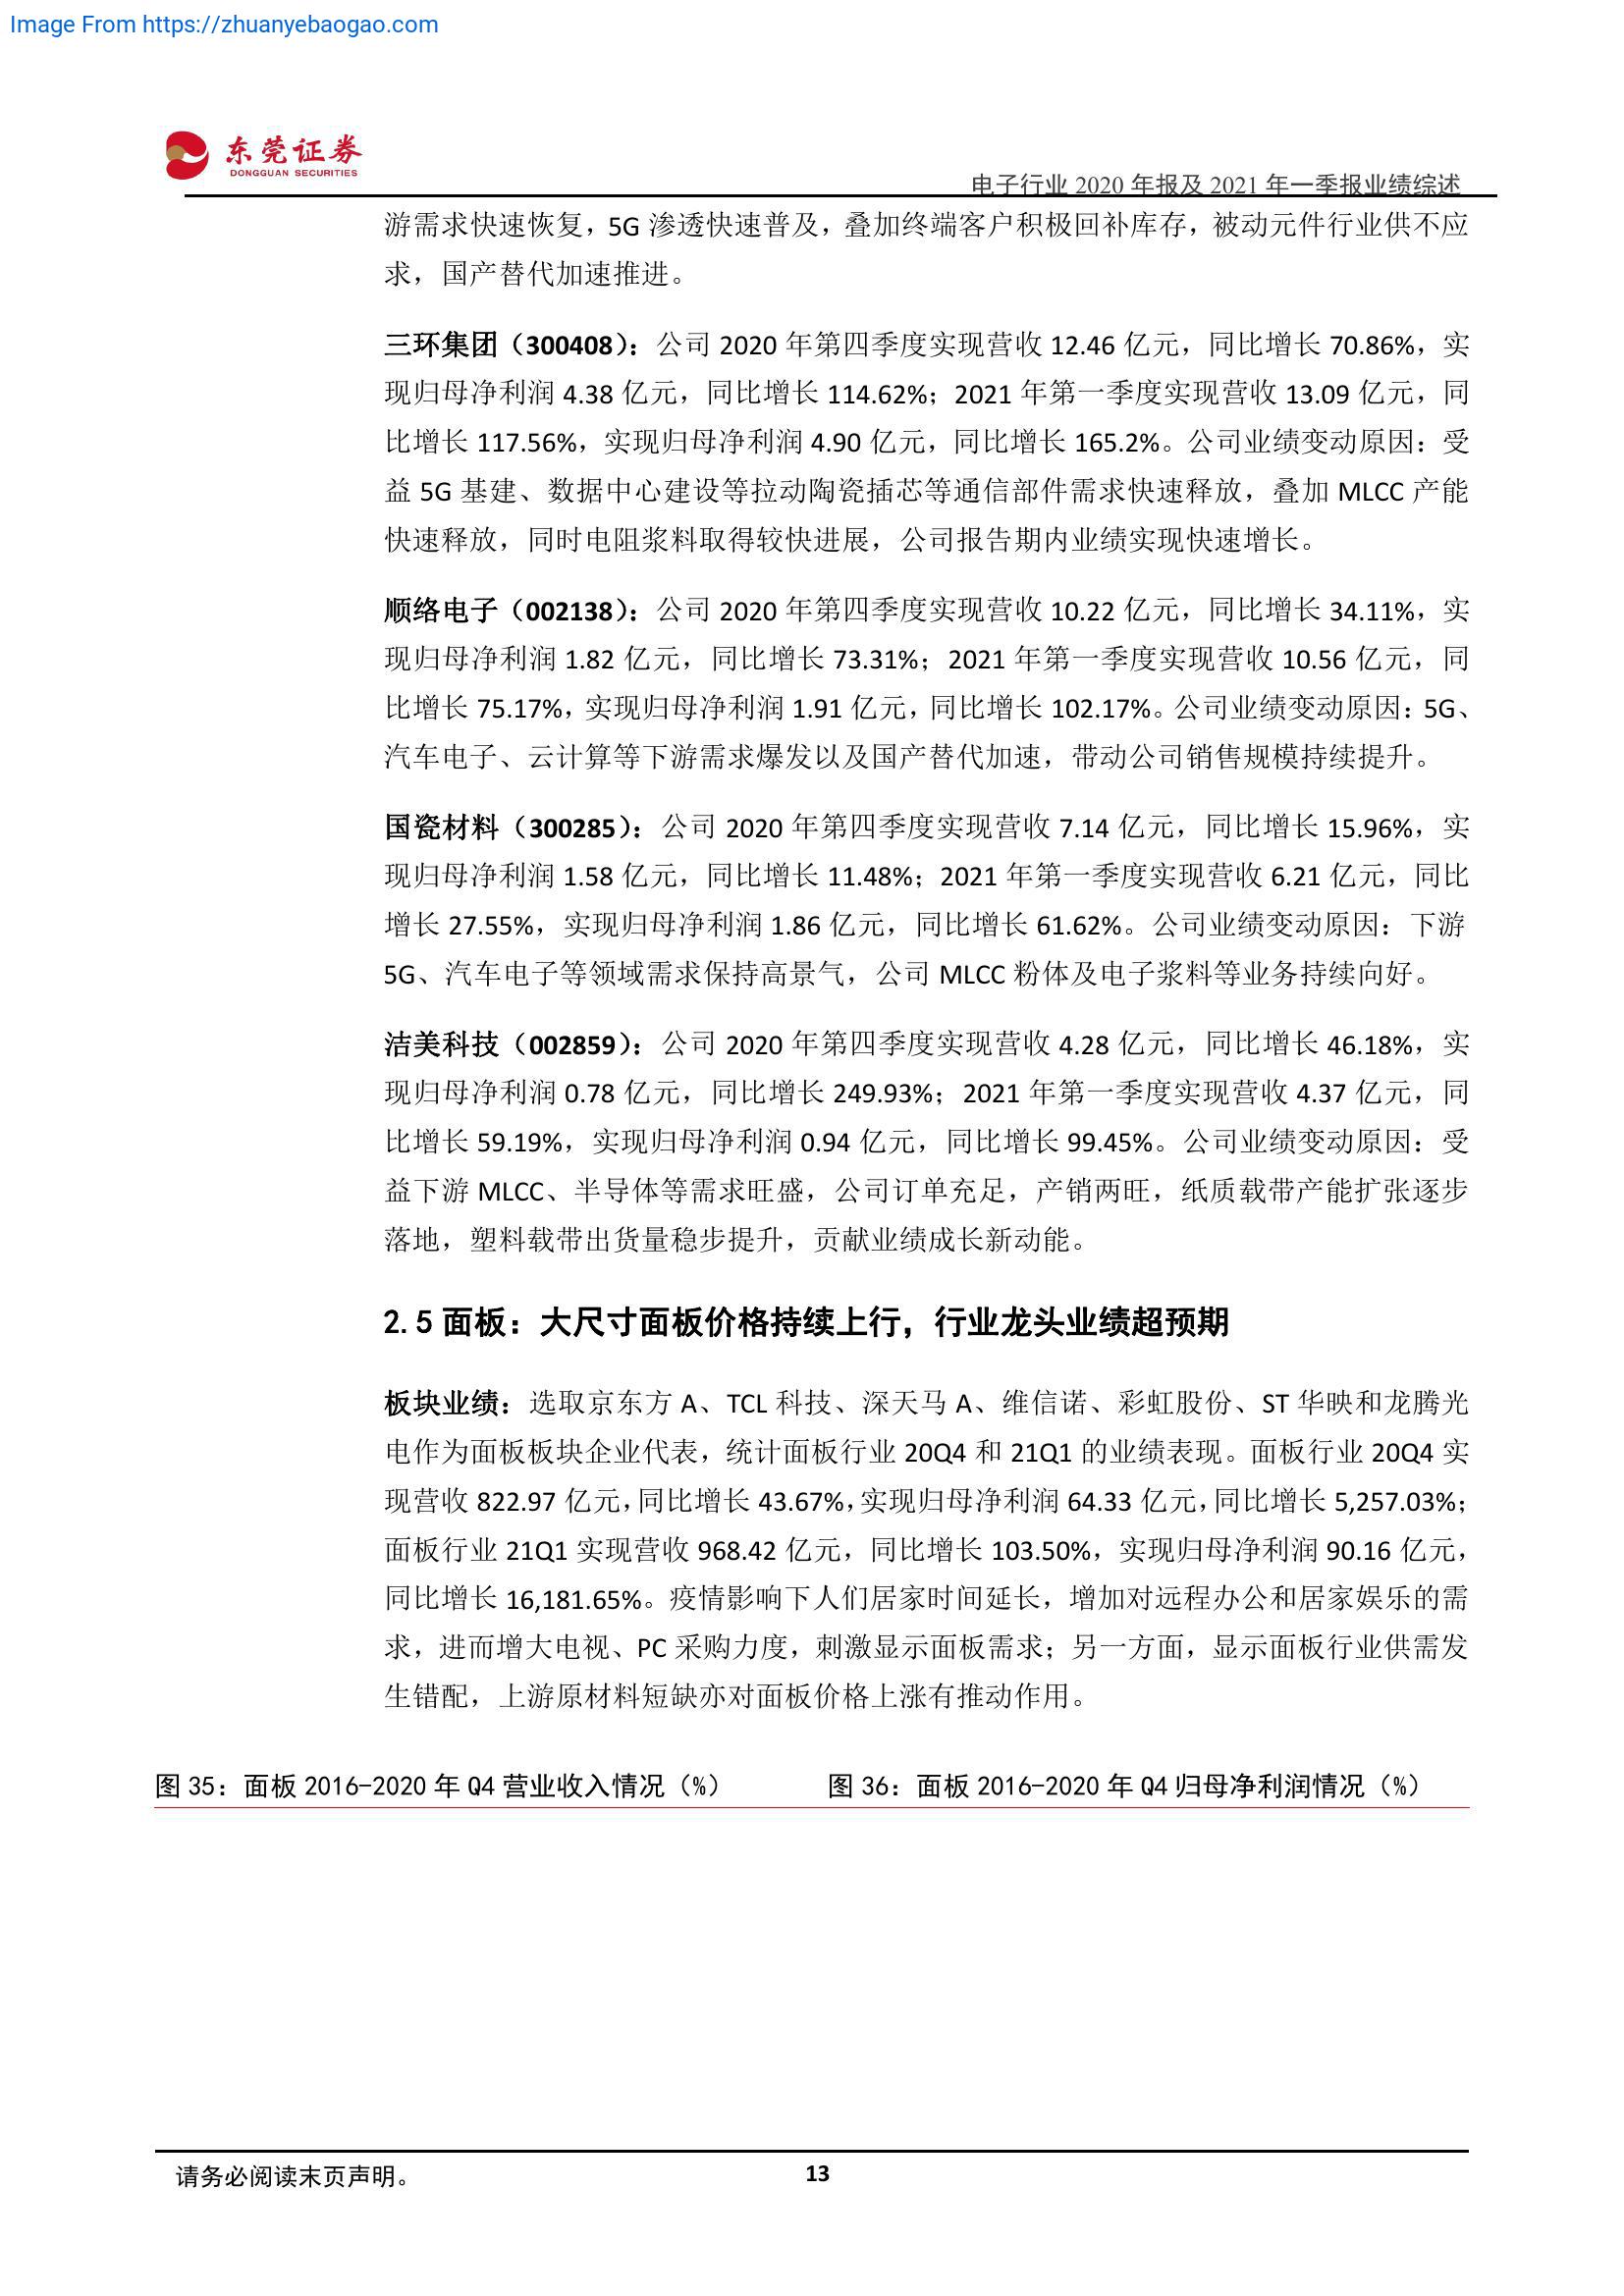 Image From https://zhuanyebaogao.com
东莞证券
DONGGUAN SECURITIES
电子行业 2020 年报及 2021 年一季报业绩综述
游需求快速恢复，5G 渗透快速普及，叠加终端客户积极回补库存，被动元件行业供不应
求，国产替代加速推进。
三环集团（300408）：公司 2020 年第四季度实现营收 12.46 亿元，同比增长 70.86%，实
现归母净利润 4.38 亿元，同比增长 114.62%；2021 年第一季度实现营收 13.09 亿元，同
比增长 117.56%，实现归母净利润 4.90 亿元，同比增长 165.2%。公司业绩变动原因：受
益 5G 基建、数据中心建设等拉动陶瓷插芯等通信部件需求快速释放，叠加 MLCC 产能
快速释放，同时电阻浆料取得较快进展，公司报告期内业绩实现快速增长。
顺络电子（002138）：公司 2020 年第四季度实现营收 10.22 亿元，同比增长 34.11%，实
现归母净利润 1.82 亿元，同比增长 73.31%；2021 年第一季度实现营收 10.56 亿元，同
比增长 75.17%，实现归母净利润 1.91 亿元，同比增长 102.17%。公司业绩变动原因：5G、
汽车电子、云计算等下游需求爆发以及国产替代加速，带动公司销售规模持续提升。
国瓷材料（300285）：公司 2020 年第四季度实现营收 7.14 亿元，同比增长 15.96%，实
现归母净利润 1.58 亿元，同比增长 11.48%；2021 年第一季度实现营收 6.21 亿元，同比
增长 27.55%，实现归母净利润 1.86 亿元，同比增长 61.62%。公司业绩变动原因：下游
5G、汽车电子等领域需求保持高景气，公司 MLCC 粉体及电子浆料等业务持续向好。
洁美科技（002859）：公司 2020 年第四季度实现营收 4.28 亿元，同比增长 46.18%，实
现归母净利润 0.78 亿元，同比增长 249.93%；2021 年第一季度实现营收 4.37 亿元，同
比增长 59.19%，实现归母净利润 0.94 亿元，同比增长 99.45%。公司业绩变动原因：受
益下游 MLCC、半导体等需求旺盛，公司订单充足，产销两旺，纸质载带产能扩张逐步
落地，塑料载带出货量稳步提升，贡献业绩成长新动能。
2.5 面板：大尺寸面板价格持续上行，行业龙头业绩超预期
板块业绩：选取京东方 A、TCL 科技、深天马 A、维信诺、彩虹股份、ST 华映和龙腾光
电作为面板板块企业代表，统计面板行业 20Q4 和 21Q1 的业绩表现。面板行业 20Q4 实
现营收 822.97 亿元，同比增长 43.67%，实现归母净利润 64.33 亿元，同比增长 5,257.03%；
面板行业 21Q1 实现营收 968.42 亿元，同比增长 103.50%，实现归母净利润 90.16 亿元，
同比增长 16,181.65%。疫情影响下人们居家时间延长，增加对远程办公和居家娱乐的需
求，进而增大电视、PC 采购力度，刺激显示面板需求；另一方面，显示面板行业供需发
生错配，上游原材料短缺亦对面板价格上涨有推动作用。
图 35：面板 2016-2020 年 Q4 营业收入情况（%）
图 36：面板 2016-2020 年 Q4 归母净利润情况（%）
请务必阅读末页声明。
13